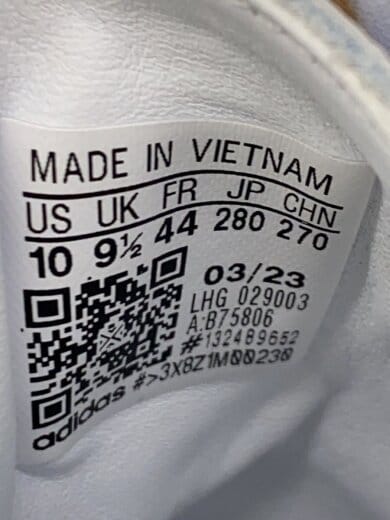 MADE IN VIETNAM
US UK FR JP CHN
10 9½ 44 280 270
03/23
LHG 029003
A:B75806
#132489652
adidas #>3X8Z1M00230